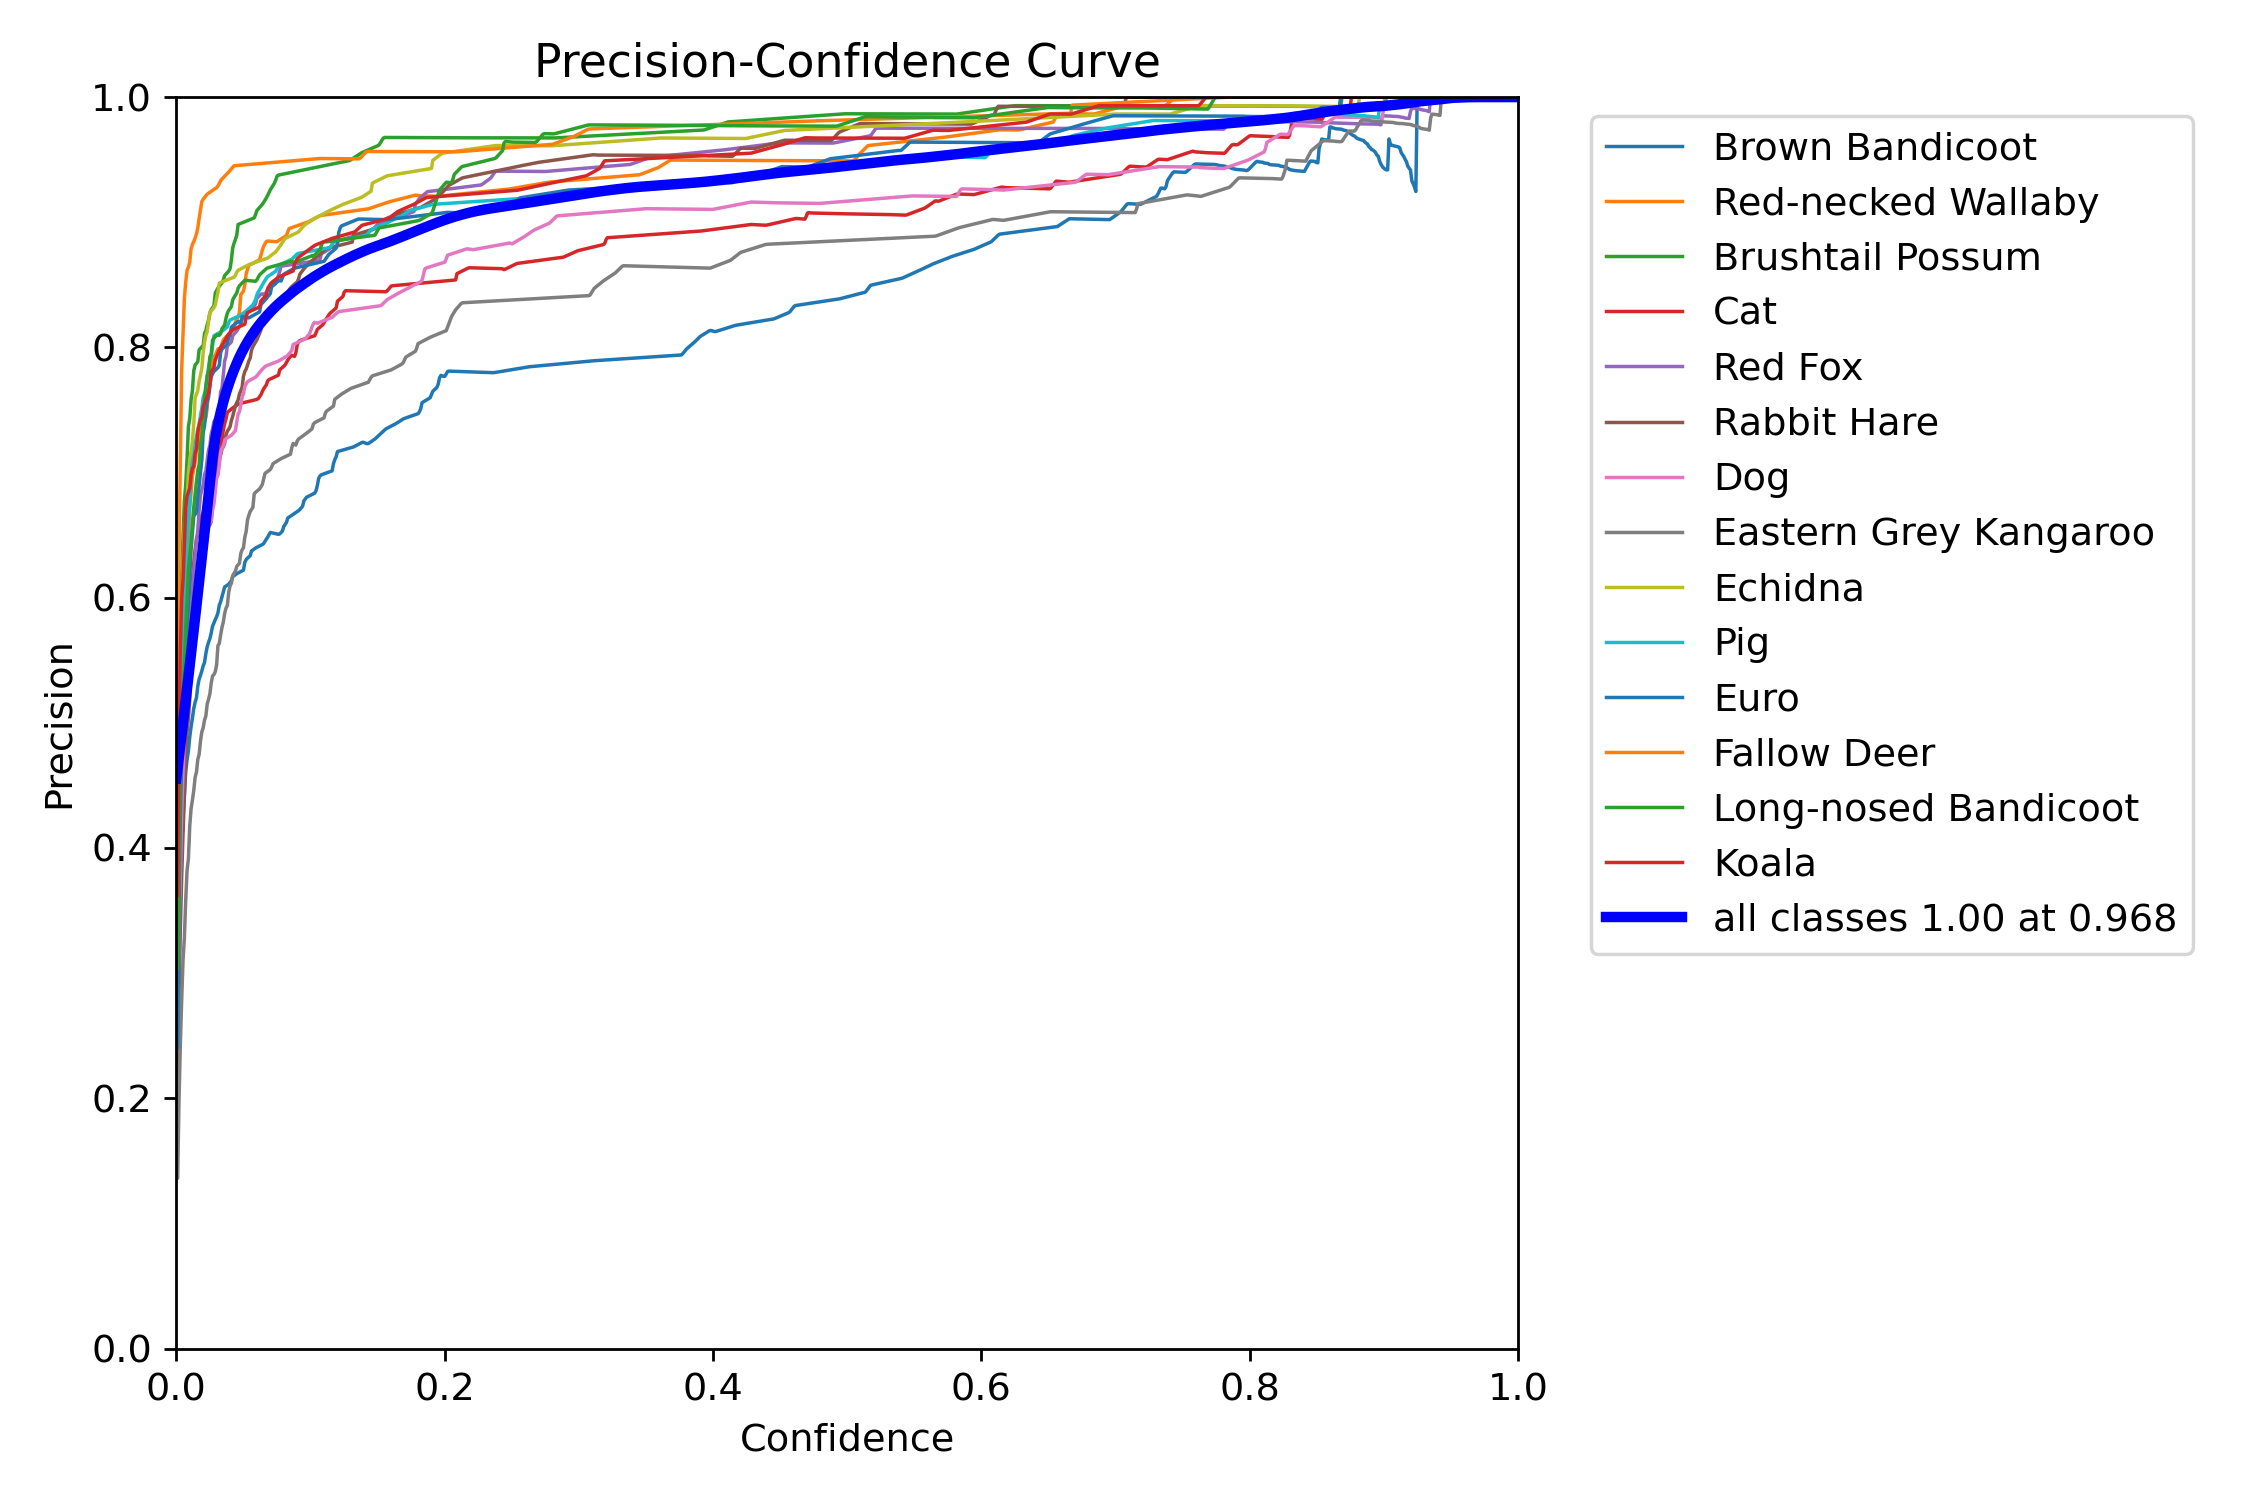 Precision-Confidence Curve
1.0
0.8
0.6
0.4
0.2
0.0
Precision
0.0 0.2 0.4 0.6 0.8 1.0
Confidence
Brown Bandicoot
Red-necked Wallaby
Brushtail Possum
Cat
Red Fox
Rabbit Hare
Dog
Eastern Grey Kangaroo
Echidna
Pig
Euro
Fallow Deer
Long-nosed Bandicoot
Koala
all classes 1.00 at 0.968